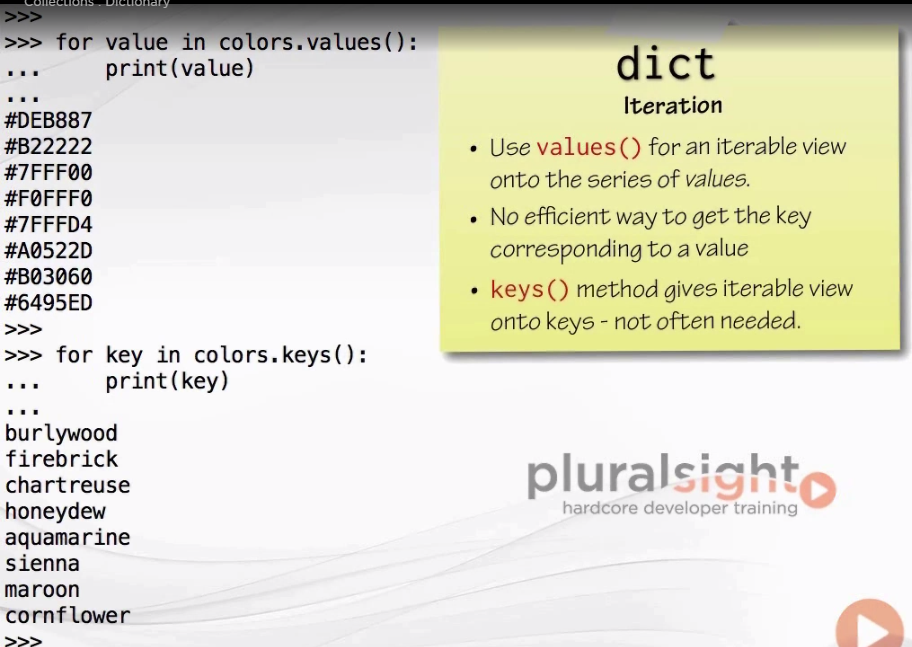 Collections : Dictionary
>>>
>>> for value in colors.values():
...     print(value)
...
#DEB887
#B22222
#7FFF00
#F0FFF0
#7FFFD4
#A0522D
#B03060
#6495ED
>>>
>>> for key in colors.keys():
...     print(key)
...
burlywood
firebrick
chartreuse
honeydew
aquamarine
sienna
maroon
cornflower
>>>
dict
Iteration
• Use values() for an iterable view
onto the series of values.
• No efficient way to get the key
corresponding to a value
• keys() method gives iterable view
onto keys - not often needed.
pluralsight
hardcore developer training